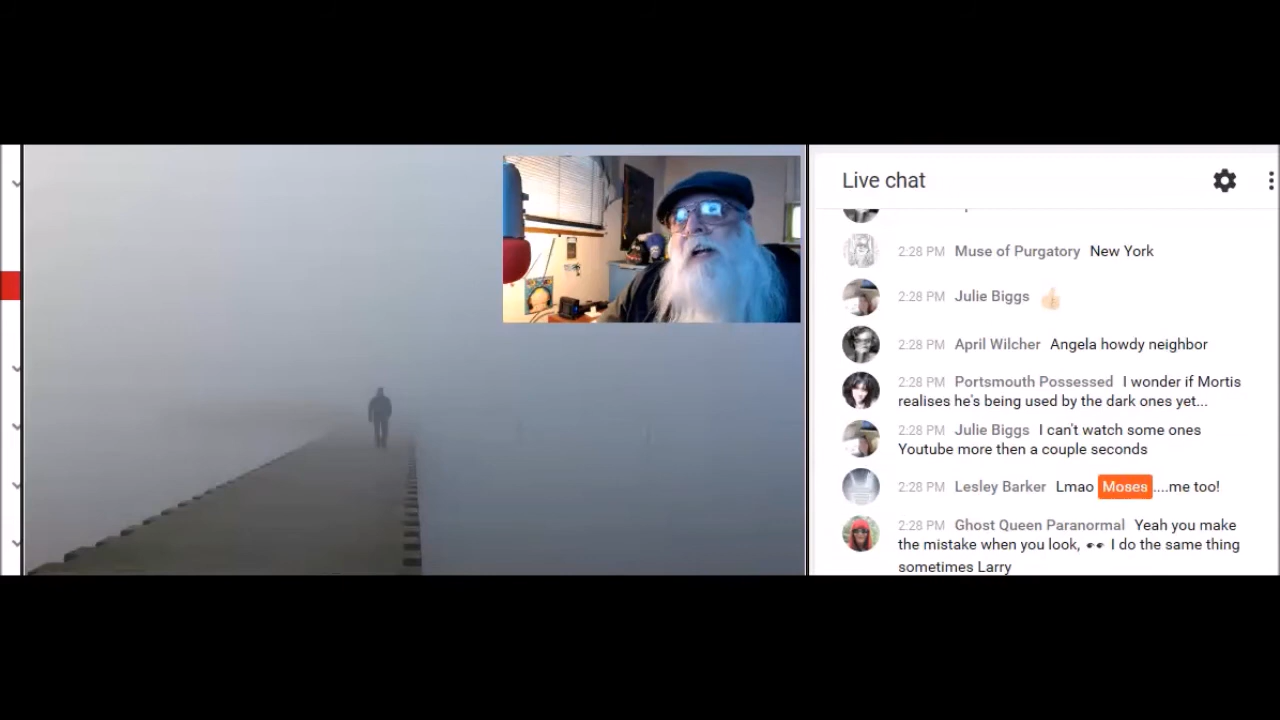 Live chat
2:28 PM Muse of Purgatory New York
2:28 PM Julie Biggs
2:28 PM April Wilcher Angela howdy neighbor
2:28 PM Portsmouth Possessed I wonder if Mortis
realises he's being used by the dark ones yet...
2:28 PM Julie Biggs I can't watch some ones
Youtube more then a couple seconds
2:28 PM Lesley Barker Lmao Moses ....me too!
2:28 PM Ghost Queen Paranormal Yeah you make
the mistake when you look, 👀 I do the same thing
sometimes Larry